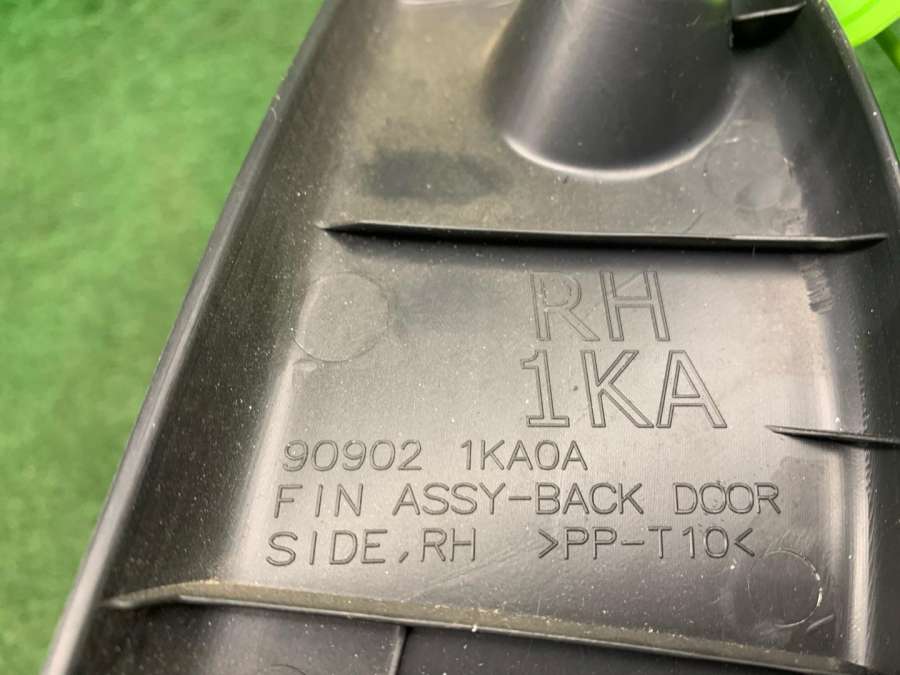 RH
1KA
90902 1KA0A
FIN ASSY-BACK DOOR
SIDE,RH >PP-T10<